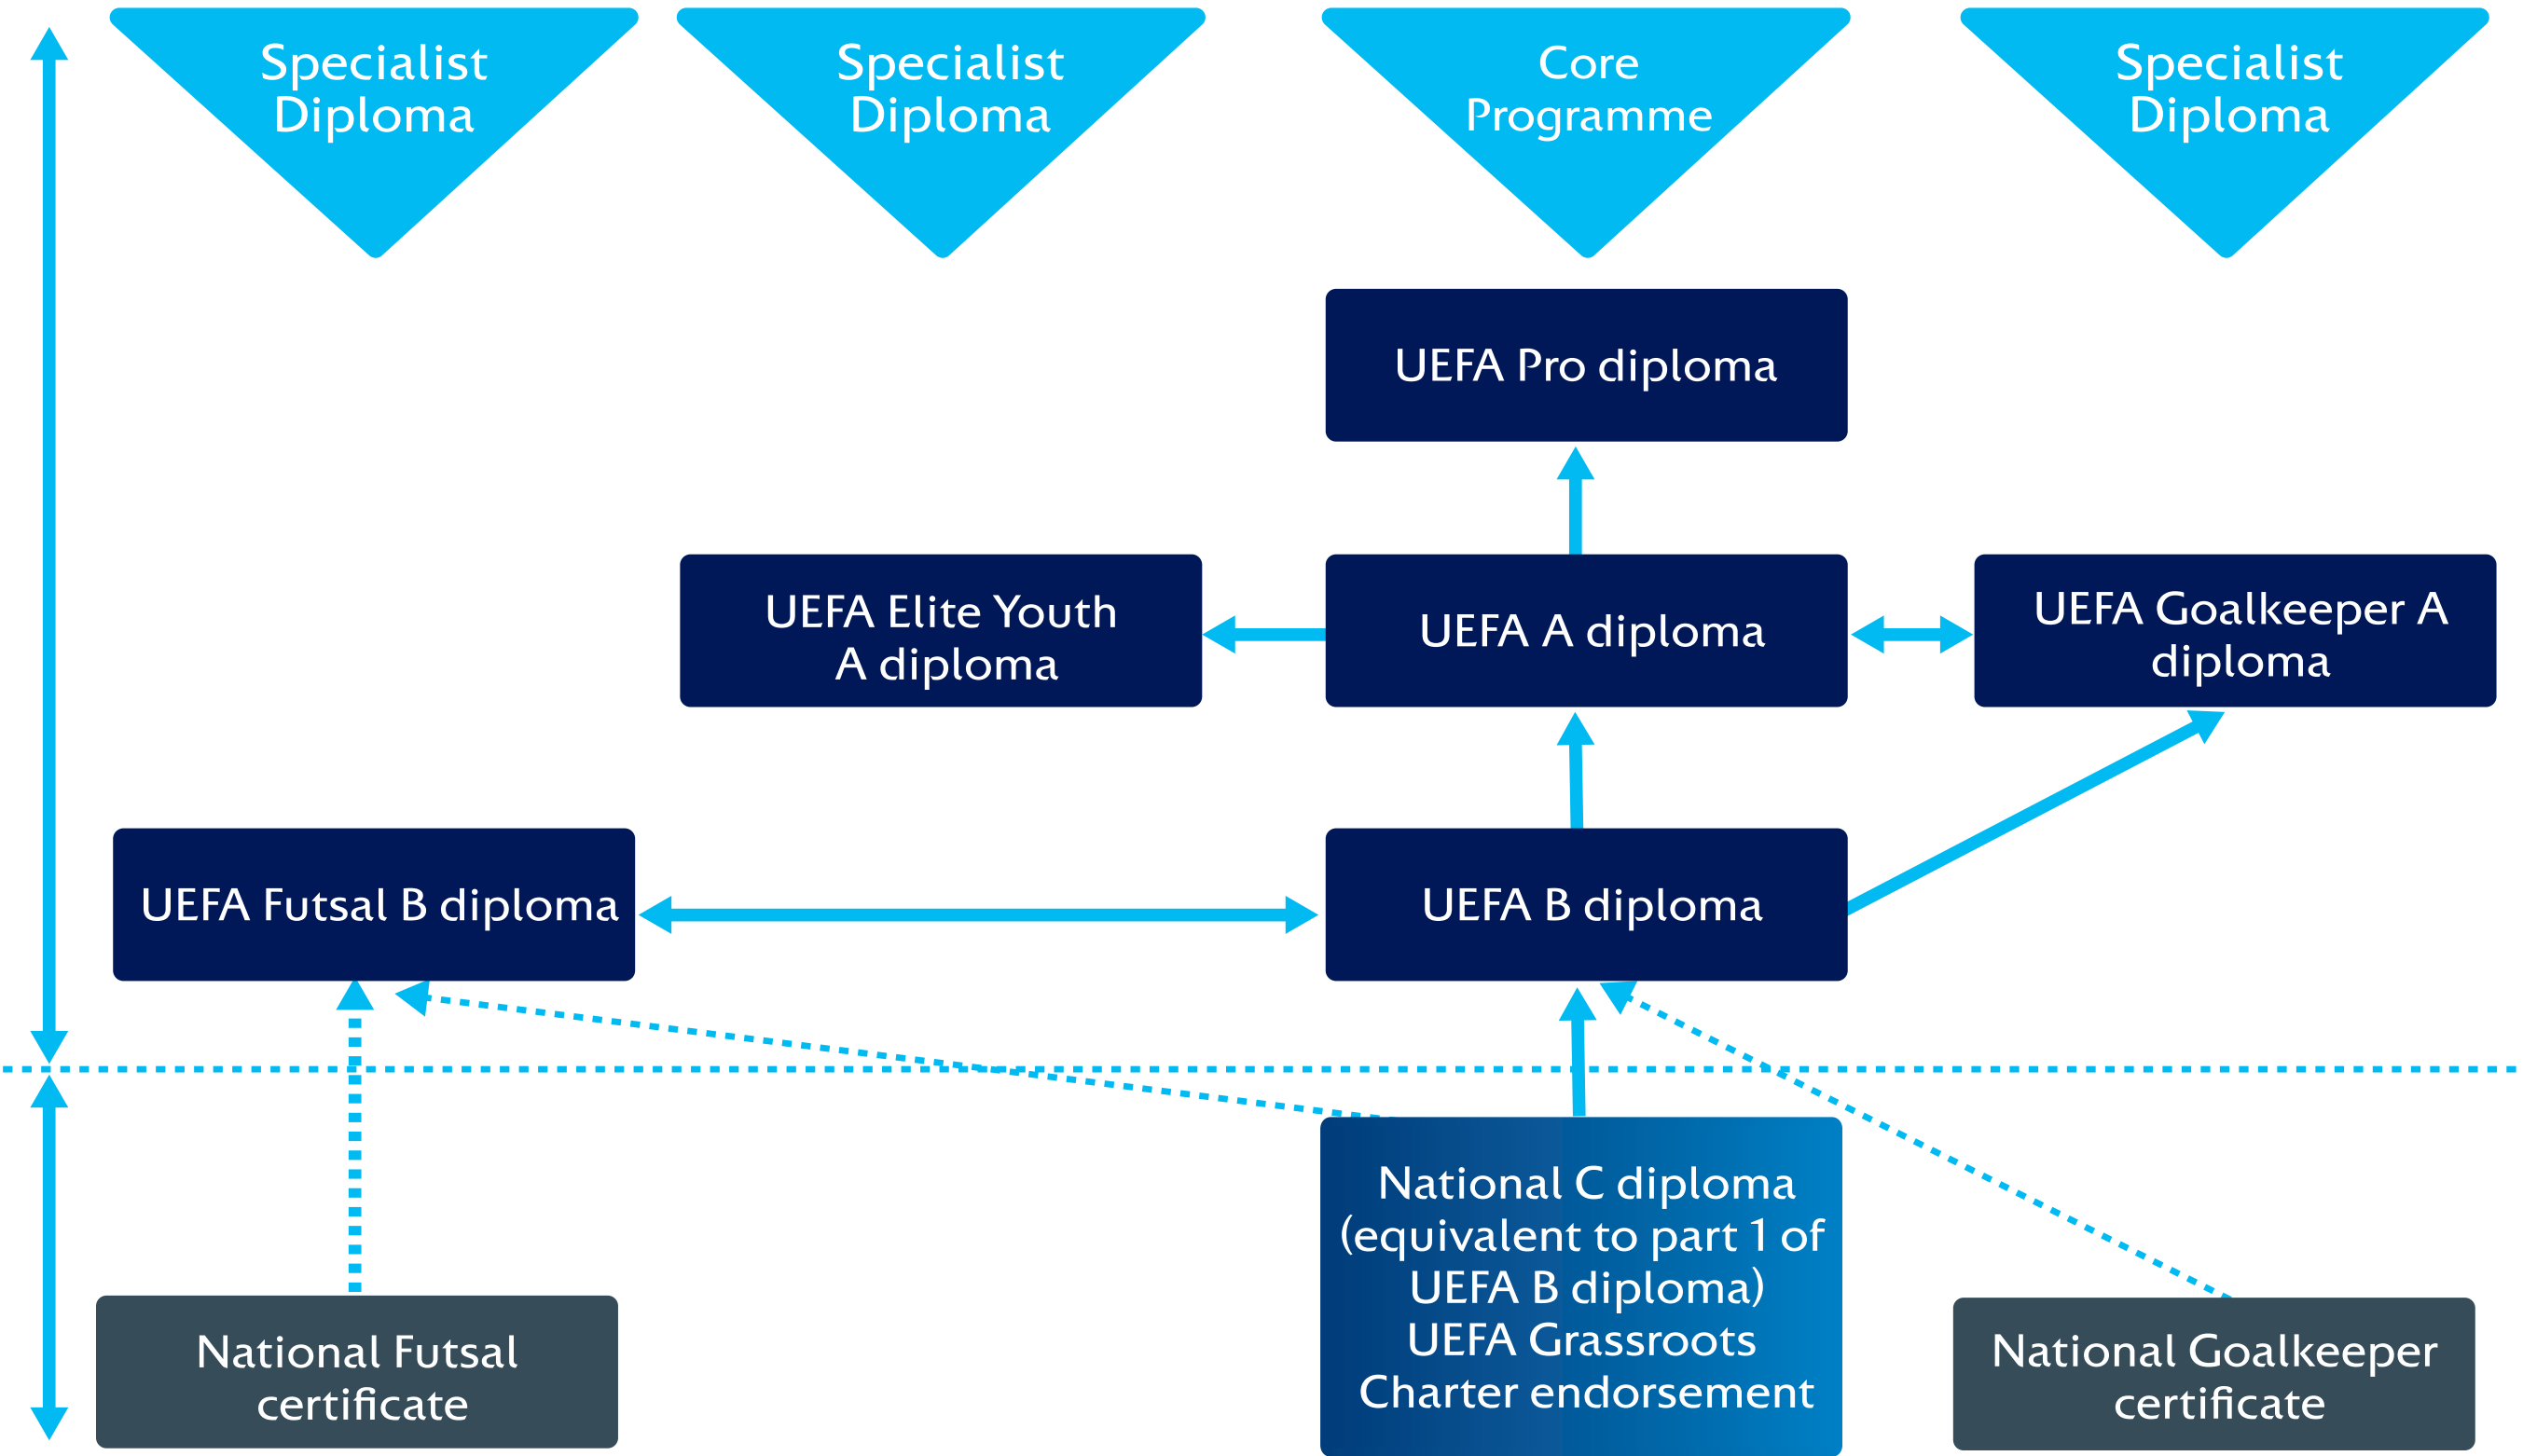 Specialist
Diploma
Specialist
Diploma
Core
Programme
Specialist
Diploma
UEFA Pro diploma
UEFA Elite Youth
A diploma
UEFA A diploma
UEFA Goalkeeper A
diploma
UEFA Futsal B diploma
UEFA B diploma
National C diploma
(equivalent to part 1 of
UEFA B diploma)
UEFA Grassroots
Charter endorsement
National Futsal
certificate
National Goalkeeper
certificate